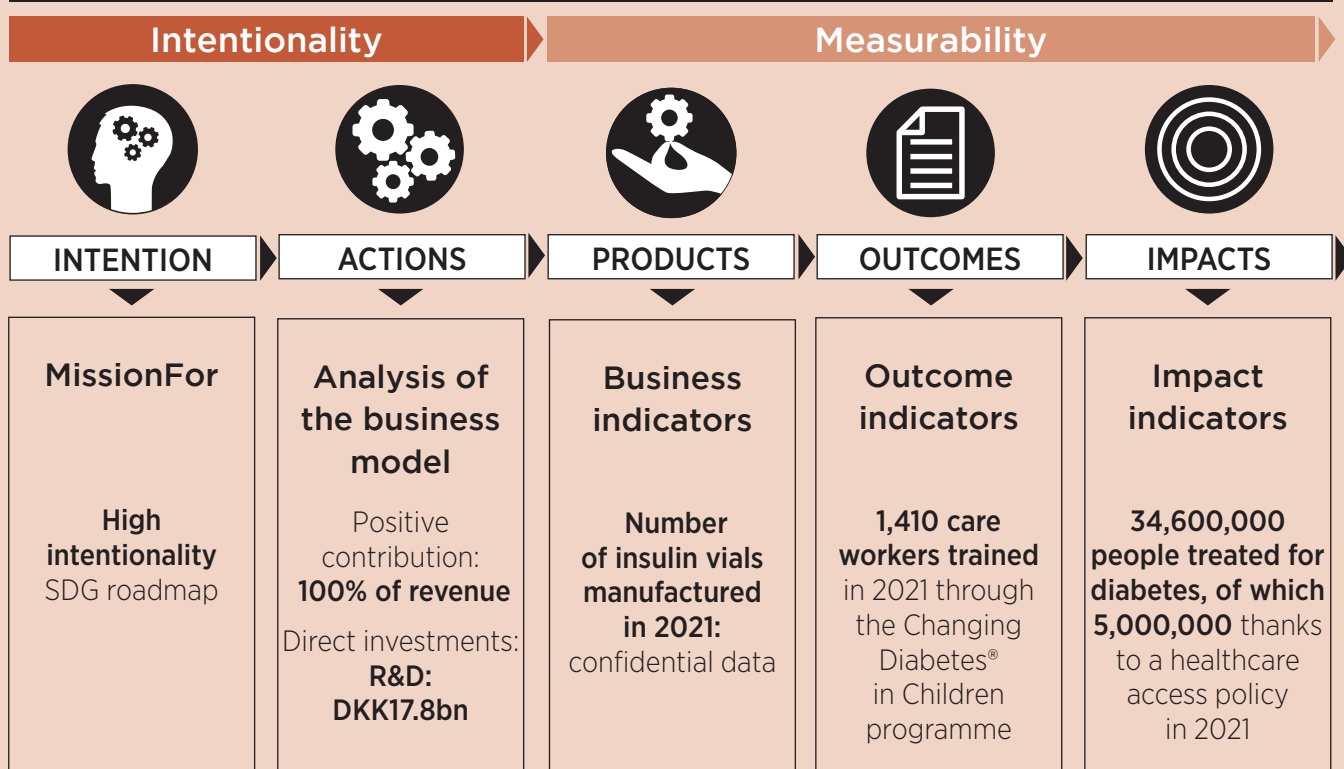 Intentionality
Measurability
INTENTION
ACTIONS
PRODUCTS
OUTCOMES
IMPACTS
MissionFor
High
intentionality
SDG roadmap
Analysis of
the business
model
Positive
contribution:
100% of revenue
Direct investments:
R&D:
DKK17.8bn
Business
indicators
Number
of insulin vials
manufactured
in 2021:
confidential data
Outcome
indicators
1,410 care
workers trained
in 2021 through
the Changing
Diabetes®
in Children
programme
Impact
indicators
34,600,000
people treated for
diabetes, of which
5,000,000 thanks
to a healthcare
access policy
in 2021